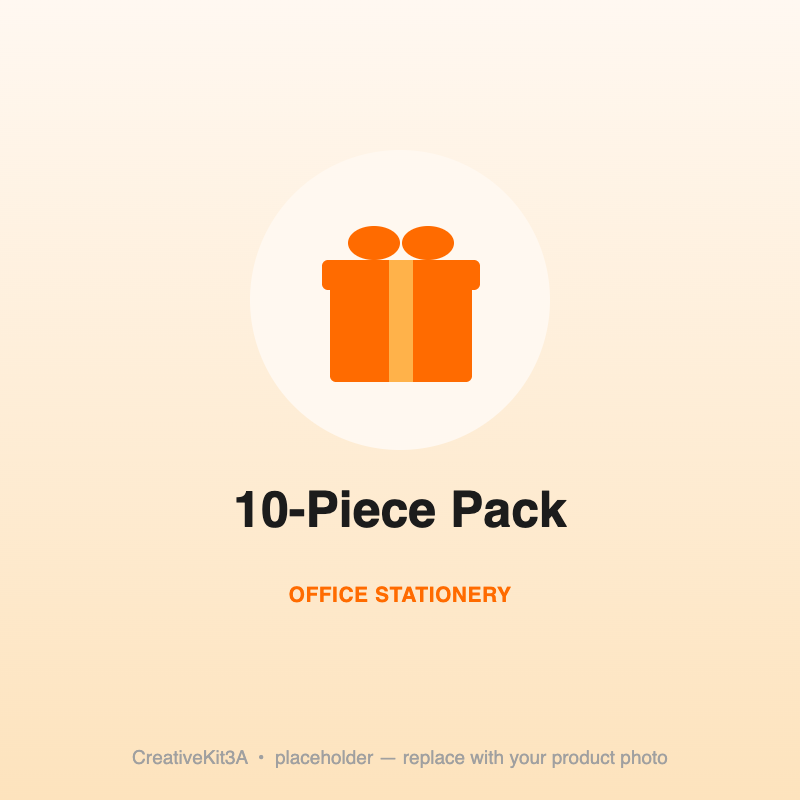 10-Piece Pack
OFFICE STATIONERY
CreativeKit3A • placeholder — replace with your product photo